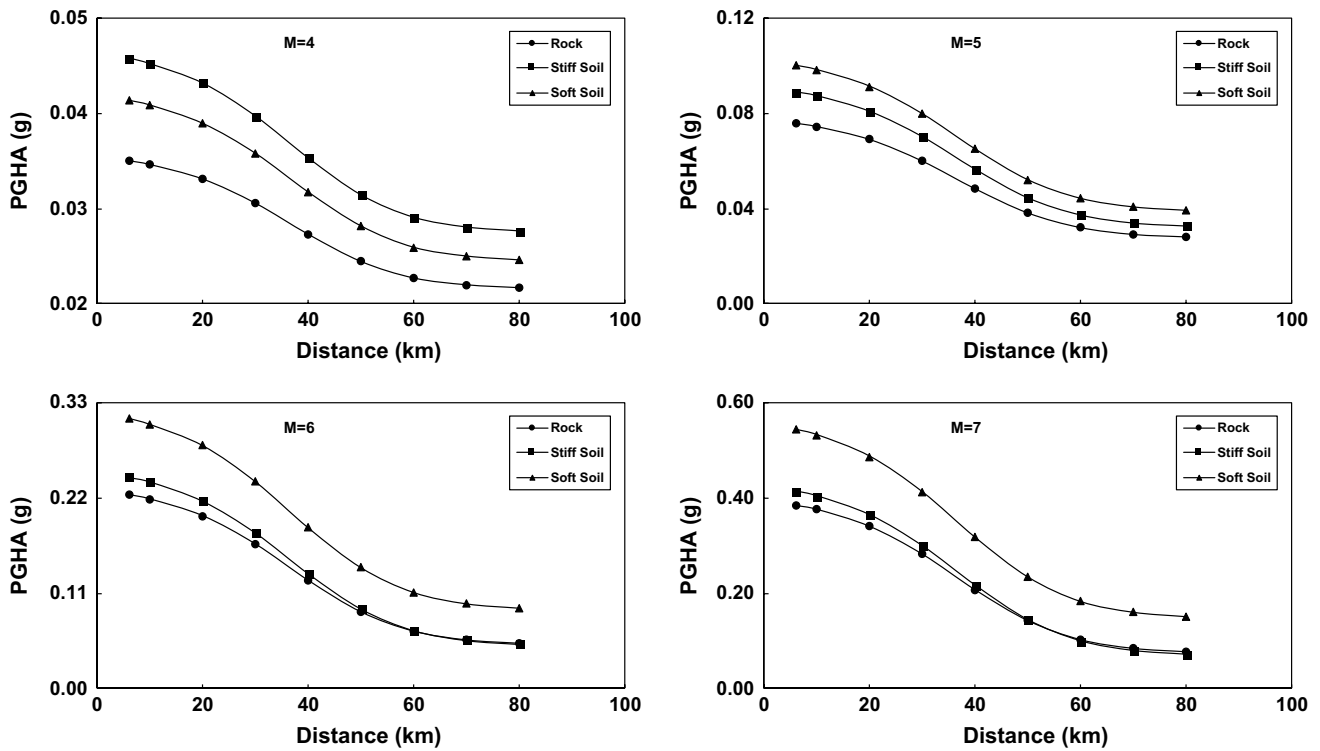 M=4
Rock
Stiff Soil
Soft Soil
PGHA (g)
0.05
0.04
0.03
0.02
0
20
40
60
80
100
Distance (km)
M=5
Rock
Stiff Soil
Soft Soil
PGHA (g)
0.12
0.08
0.04
0.00
0
20
40
60
80
100
Distance (km)
M=6
Rock
Stiff Soil
Soft Soil
PGHA (g)
0.33
0.22
0.11
0.00
0
20
40
60
80
100
Distance (km)
M=7
Rock
Stiff Soil
Soft Soil
PGHA (g)
0.60
0.40
0.20
0.00
0
20
40
60
80
100
Distance (km)